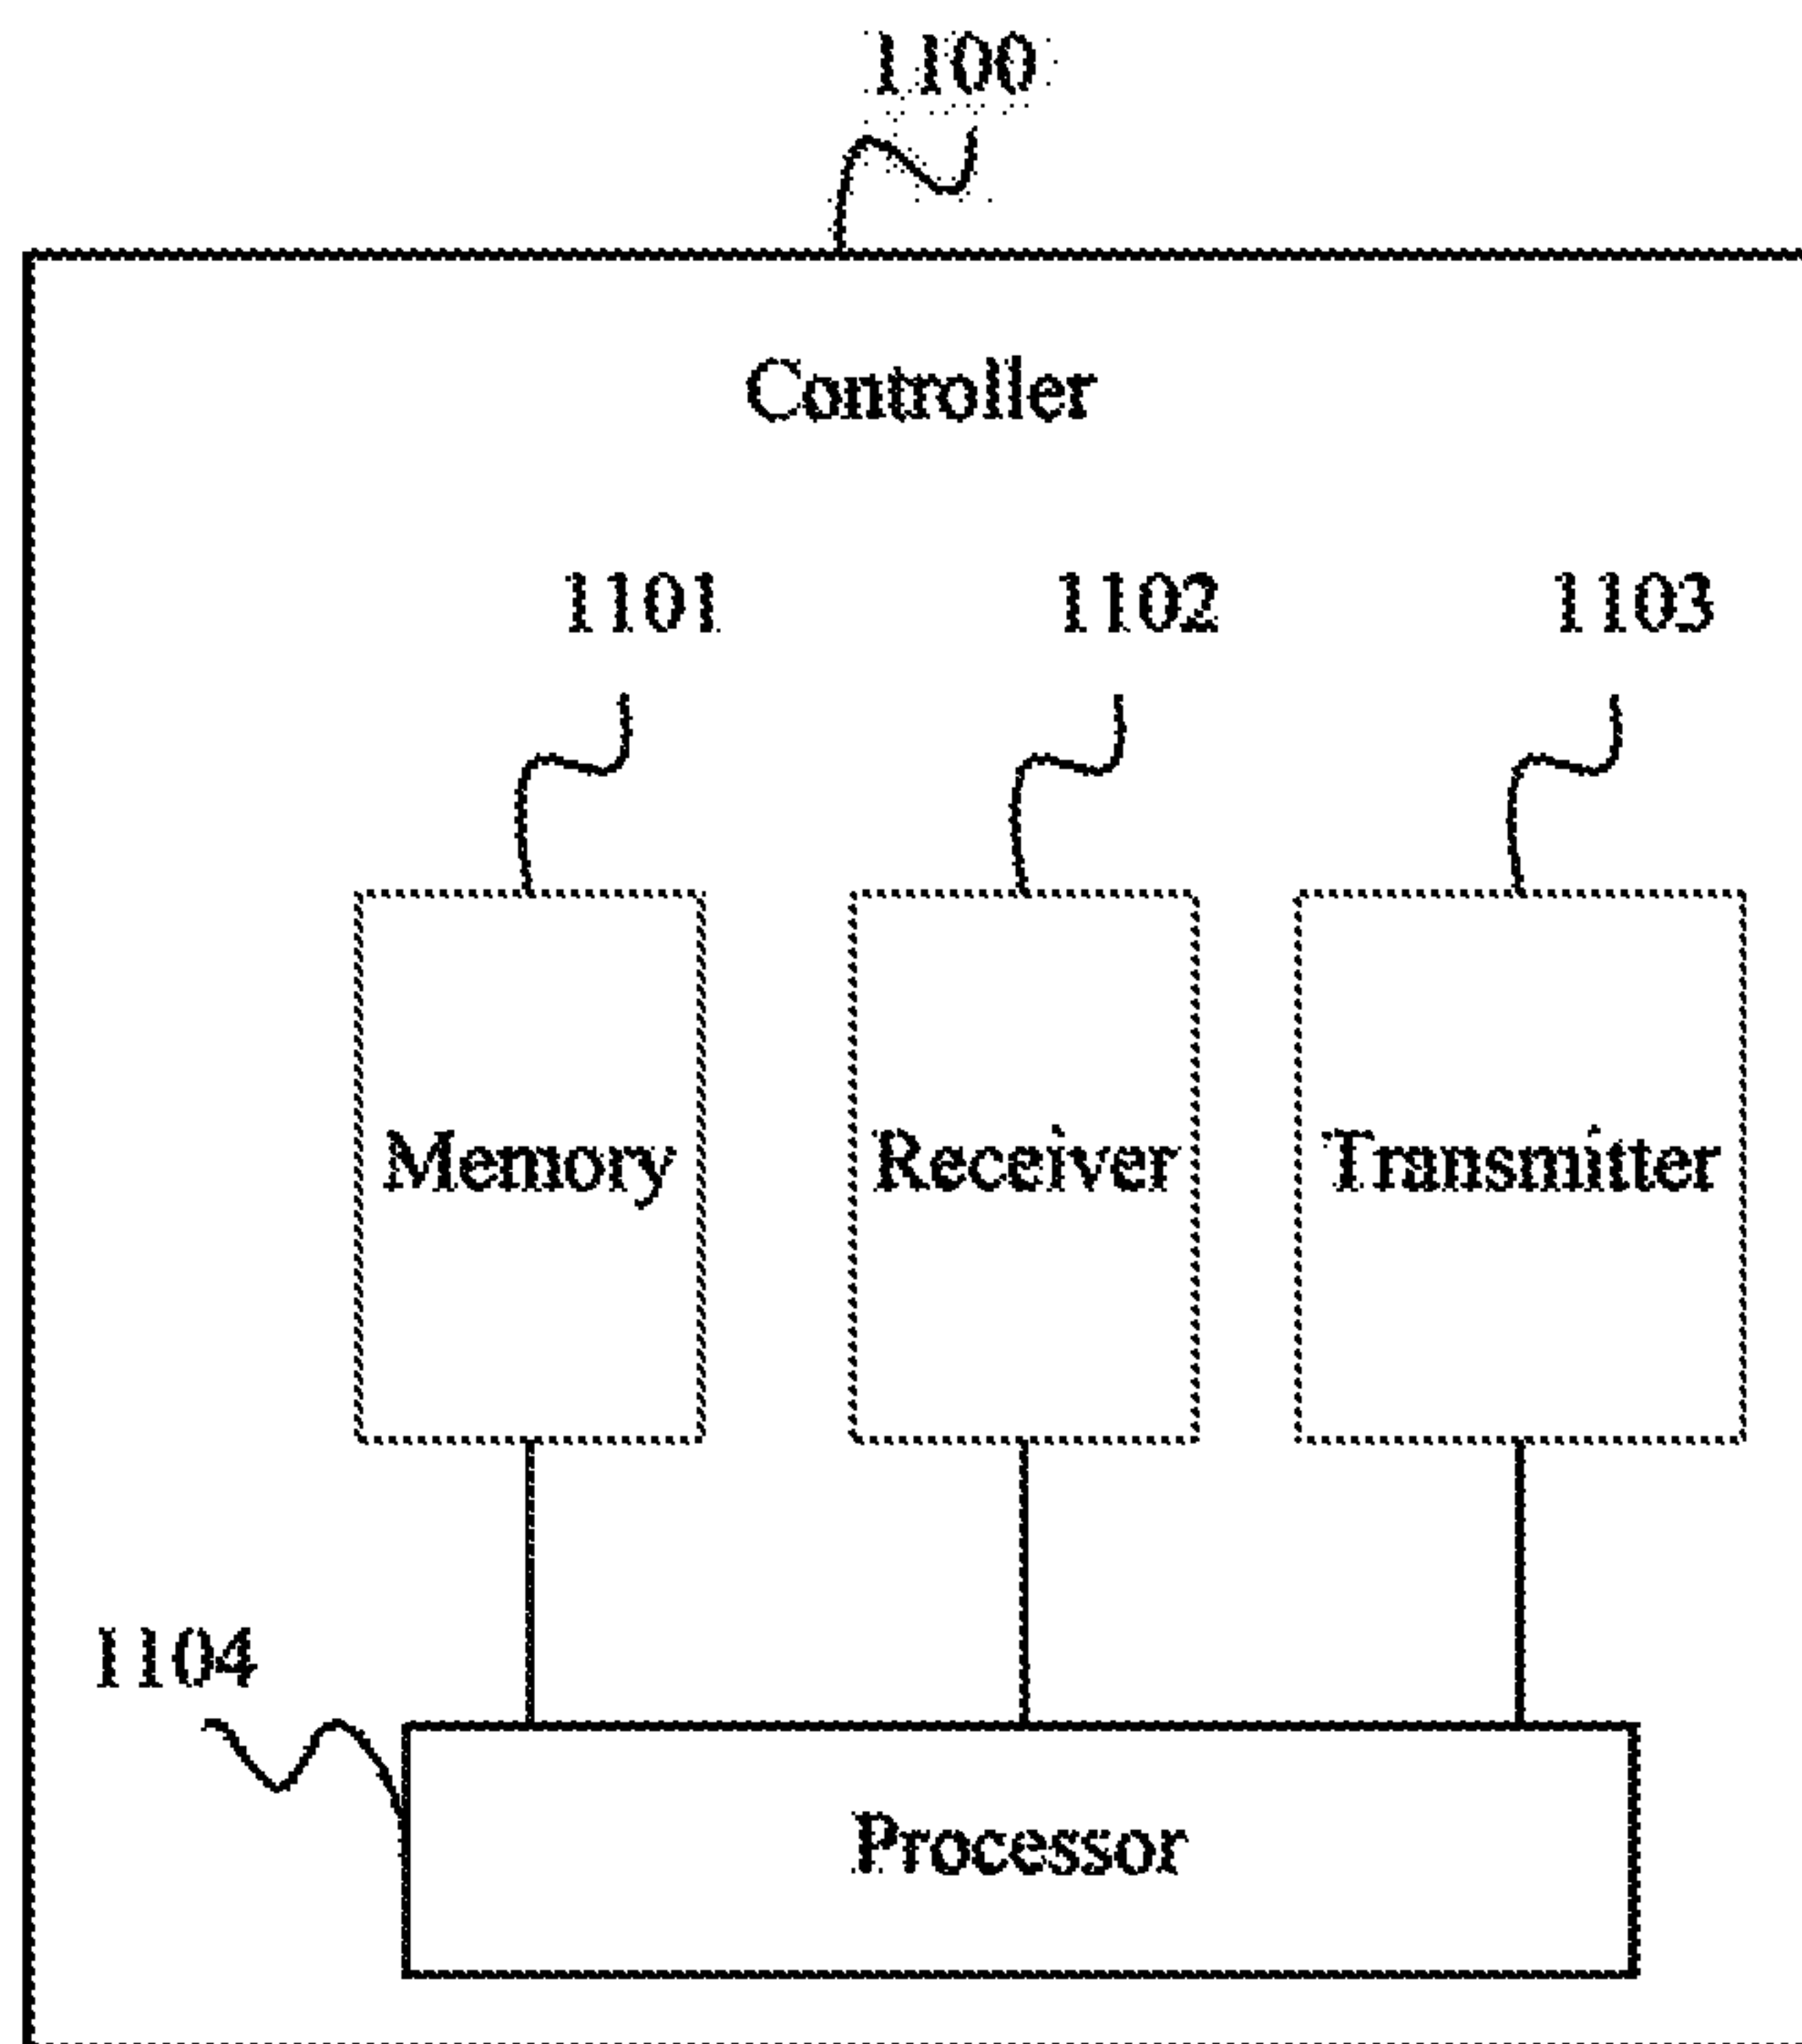 1100
Controller
1101 1102 1103
Memory Receiver Transmitter
1104
Processor